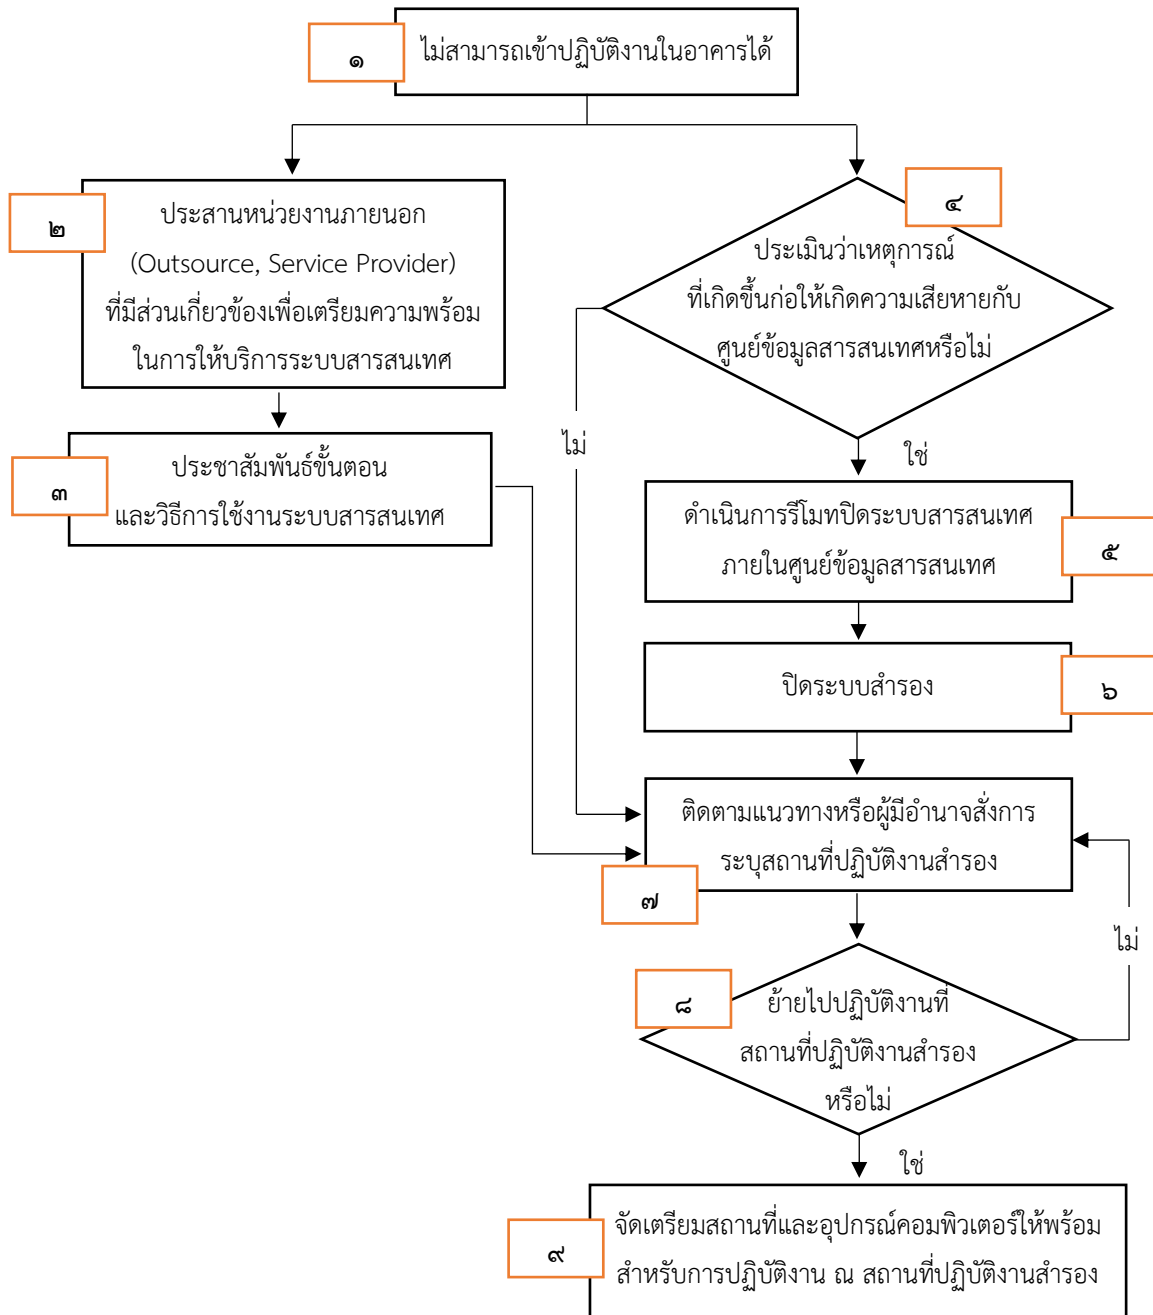 ๑
ไม่สามารถเข้าปฏิบัติงานในอาคารได้
๒
ประสานหน่วยงานภายนอก
(Outsource, Service Provider)
ที่มีส่วนเกี่ยวข้องเพื่อเตรียมความพร้อม
ในการให้บริการระบบสารสนเทศ
๓
ประชาสัมพันธ์ขั้นตอน
และวิธีการใช้งานระบบสารสนเทศ
๔
ประเมินว่าเหตุการณ์
ที่เกิดขึ้นก่อให้เกิดความเสียหายกับ
ศูนย์ข้อมูลสารสนเทศหรือไม่
ไม่
ใช่
ดำเนินการรีโมทปิดระบบสารสนเทศ
ภายในศูนย์ข้อมูลสารสนเทศ
๕
ปิดระบบสำรอง
๖
ติดตามแนวทางหรือผู้มีอำนาจสั่งการ
ระบุสถานที่ปฏิบัติงานสำรอง
๗
ไม่
๘
ย้ายไปปฏิบัติงานที่
สถานที่ปฏิบัติงานสำรอง
หรือไม่
ใช่
๙
จัดเตรียมสถานที่และอุปกรณ์คอมพิวเตอร์ให้พร้อม
สำหรับการปฏิบัติงาน ณ สถานที่ปฏิบัติงานสำรอง